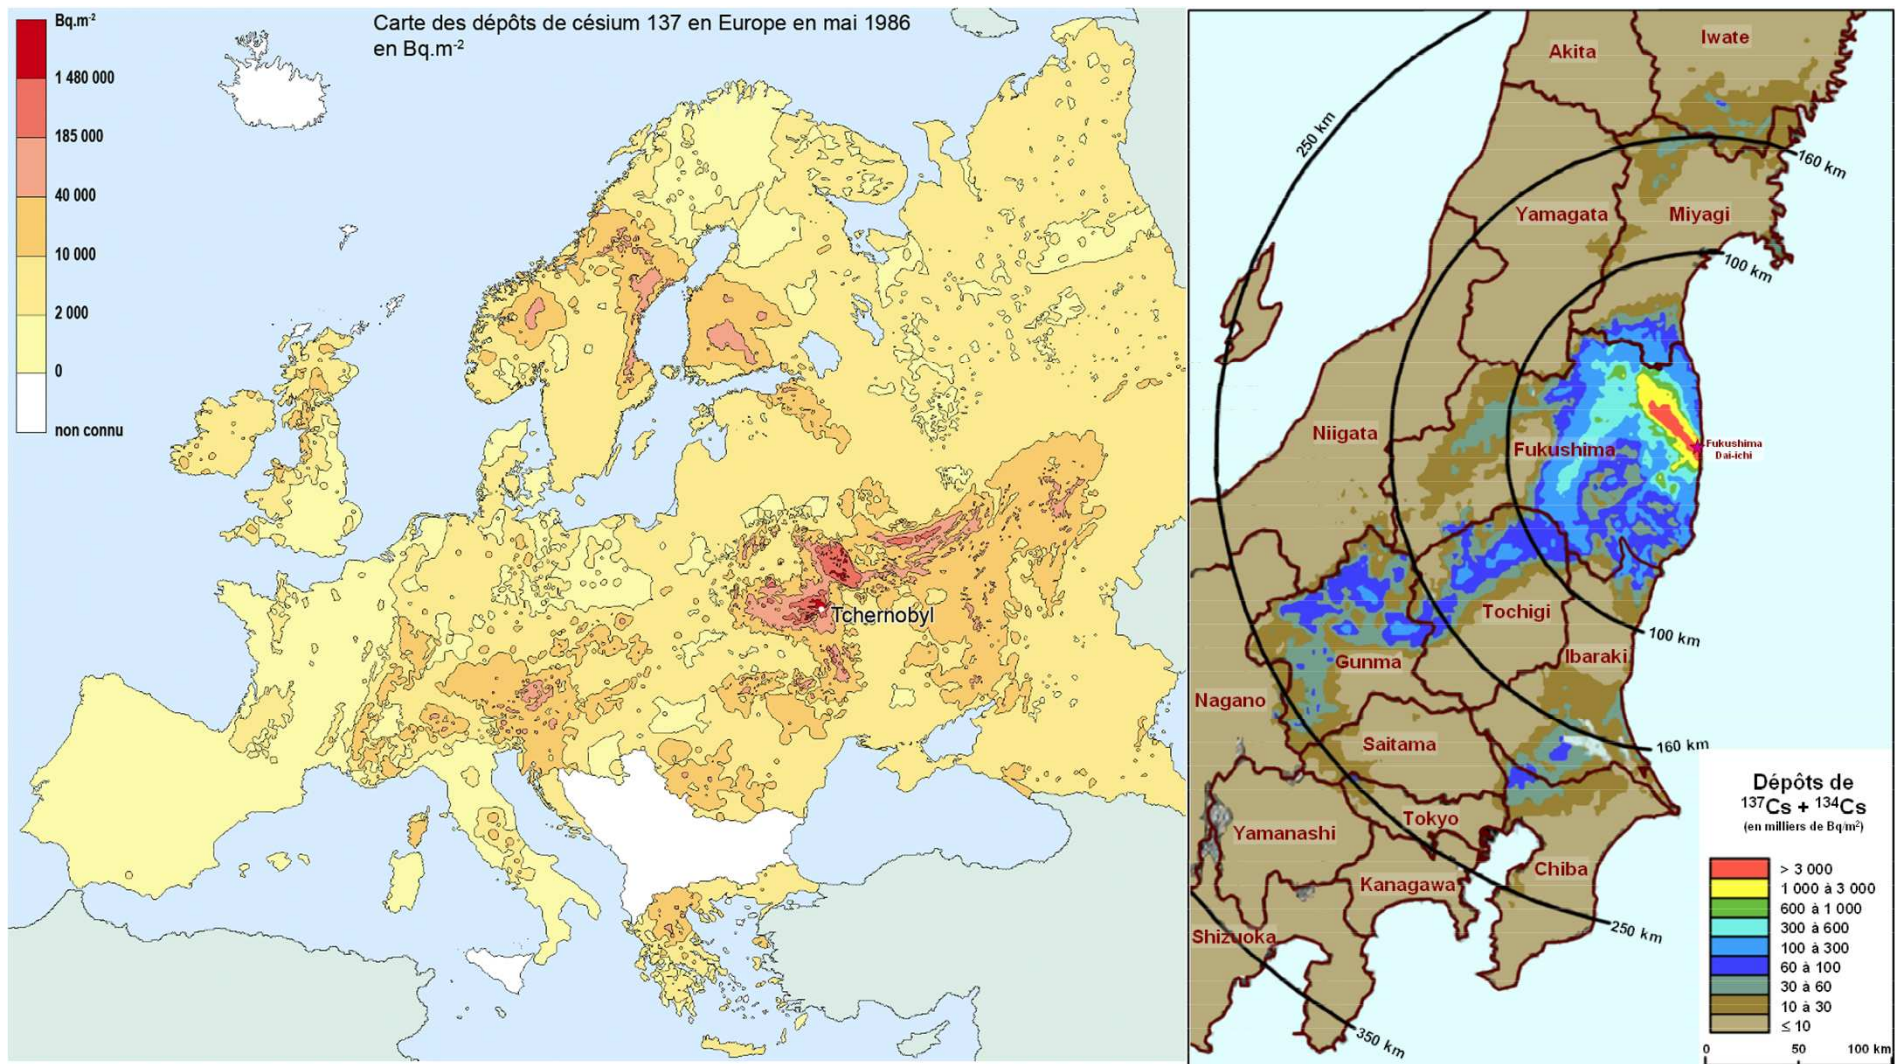 Bq.m-2
1 480 000
185 000
40 000
10 000
2 000
0
non connu
Carte des dépôts de césium 137 en Europe en mai 1986
en Bq.m-2
Tchernobyl
Akita
Iwate
250 km
160 km
Yamagata
Miyagi
100 km
Niigata
Fukushima
Fukushima
Dai-ichi
Tochigi
100 km
Gunma
Ibaraki
Nagano
Saitama
160 km
Tokyo
Yamanashi
Chiba
Kanagawa
250 km
Shizuoka
350 km
Dépôts de
137Cs + 134Cs
(en milliers de Bq/m²)
> 3 000
1 000 à 3 000
600 à 1 000
300 à 600
100 à 300
60 à 100
30 à 60
10 à 30
≤ 10
0 50 100 km